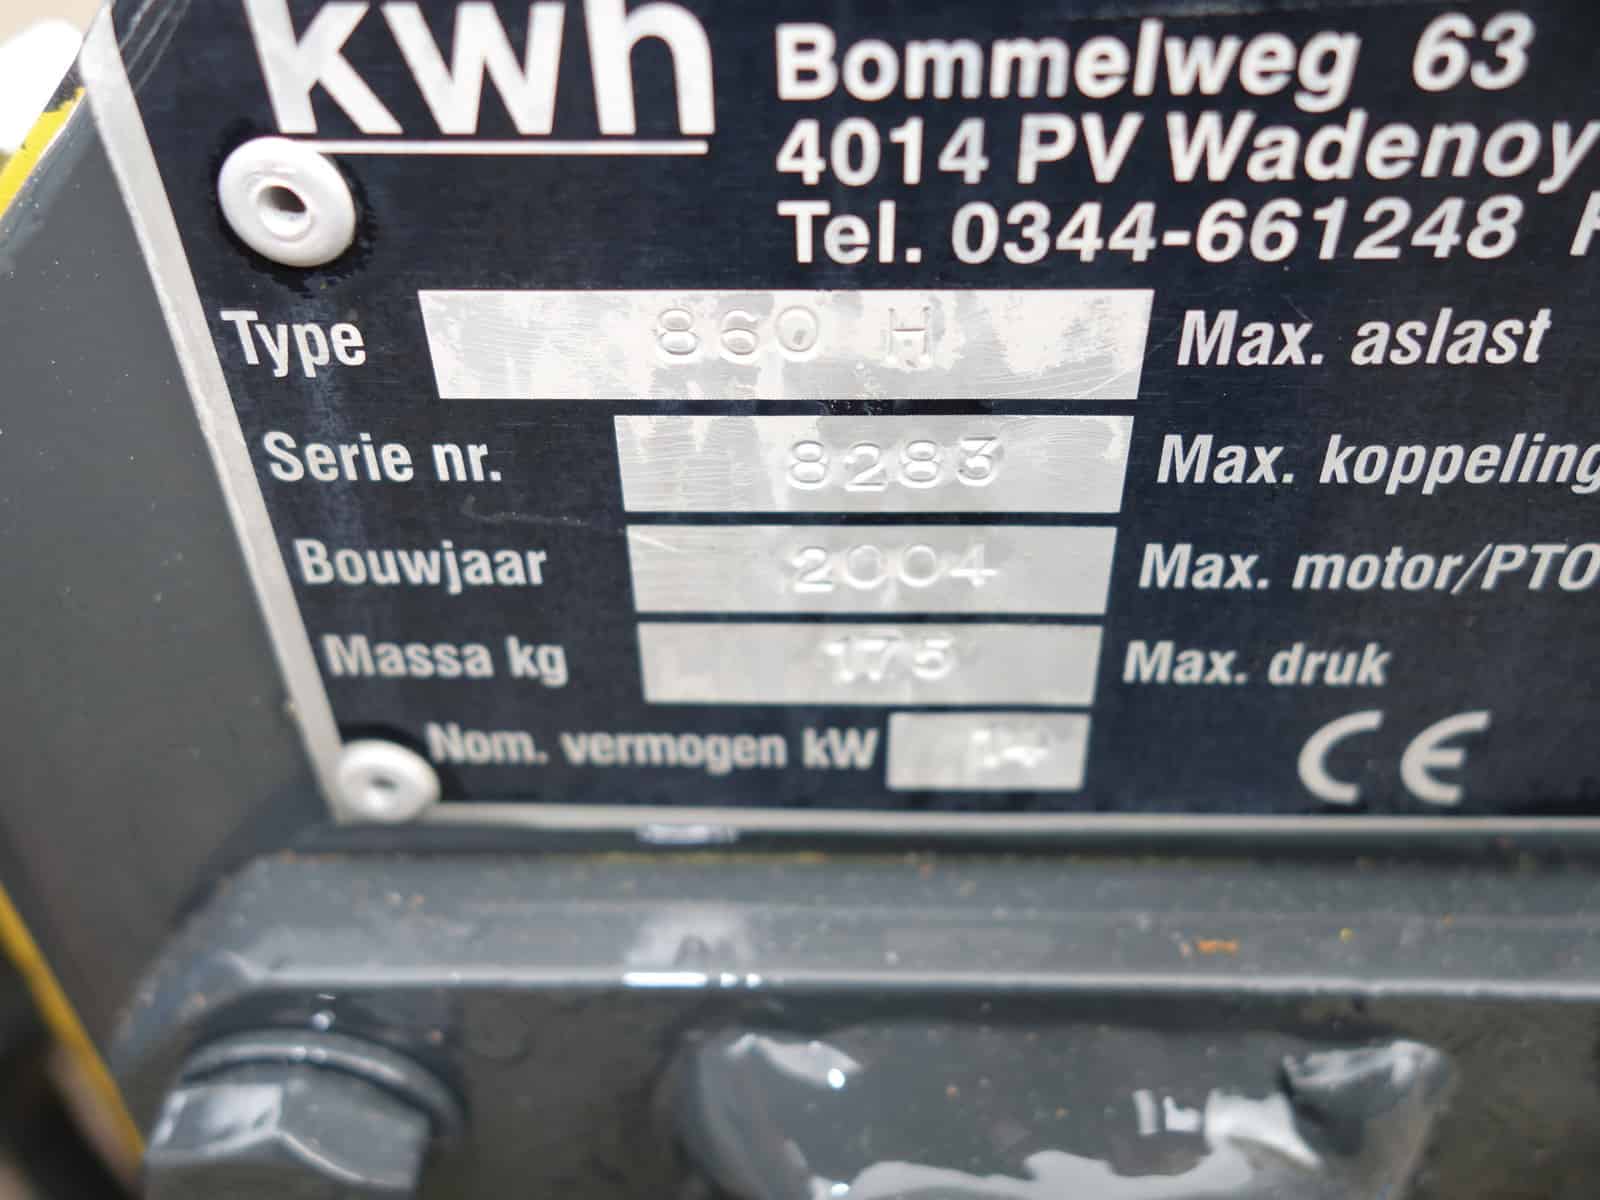 kwh
Bommelweg 63
4014 PV Wadenoy
Tel. 0344-661248 F
Type 860 H Max. aslast
Serie nr. 8283 Max. koppeling
Bouwjaar 2004 Max. motor/PTO
Massa kg 175 Max. druk
Nom. vermogen kW CE